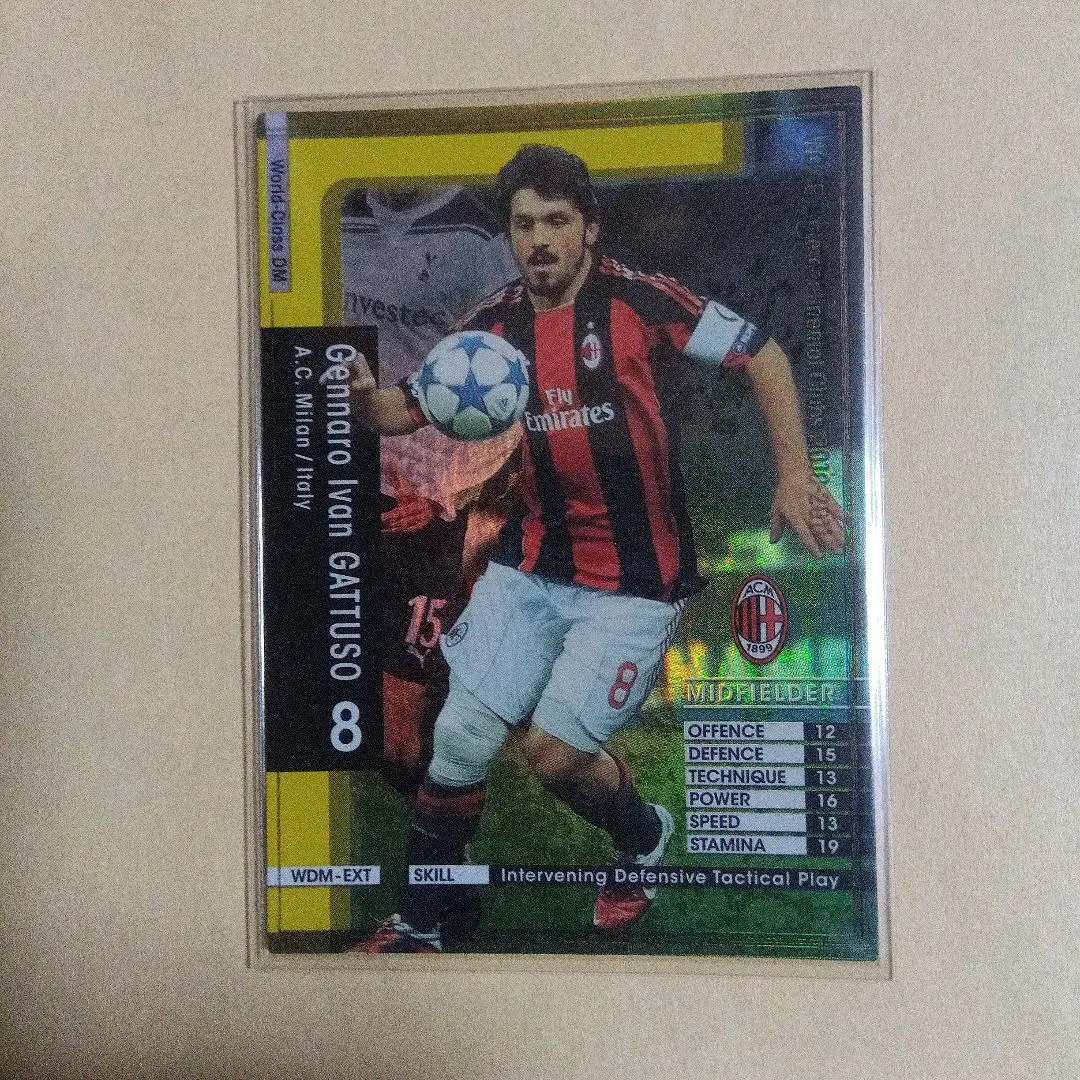 World-Class DM
Gennaro Ivan GATTUSO 8
A.C. Milan / Italy
Investec
Fly
Emirates
15
8
ACM
1899
MIDFIELDER
OFFENCE 12
DEFENCE 15
TECHNIQUE 13
POWER 16
SPEED 13
STAMINA 19
WDM-EXT SKILL Intervening Defensive Tactical Play